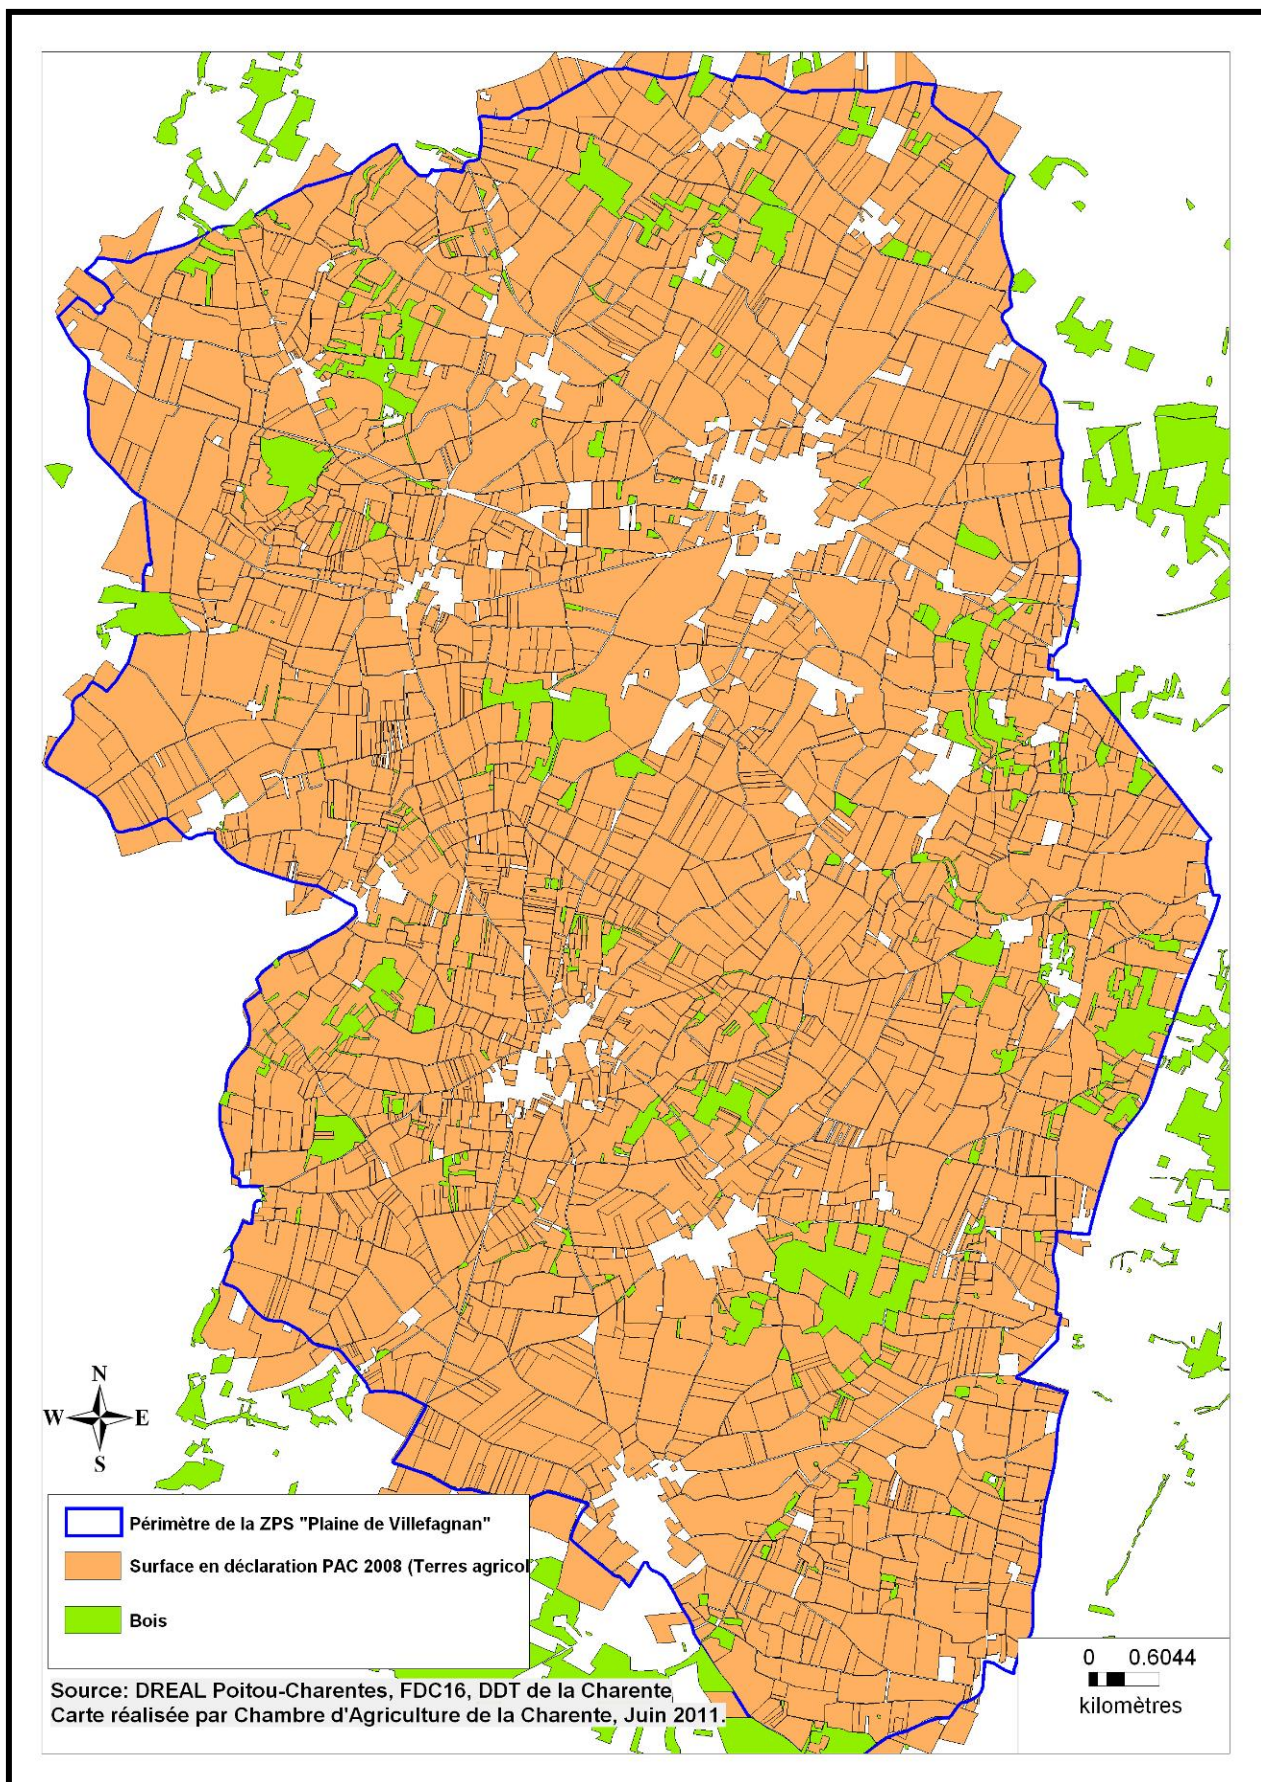 N
W E
S
Périmètre de la ZPS "Plaine de Villefagnan"
Surface en déclaration PAC 2008 (Terres agricol
Bois
Source: DREAL Poitou-Charentes, FDC16, DDT de la Charente
Carte réalisée par Chambre d'Agriculture de la Charente, Juin 2011.
0 0.6044
kilomètres